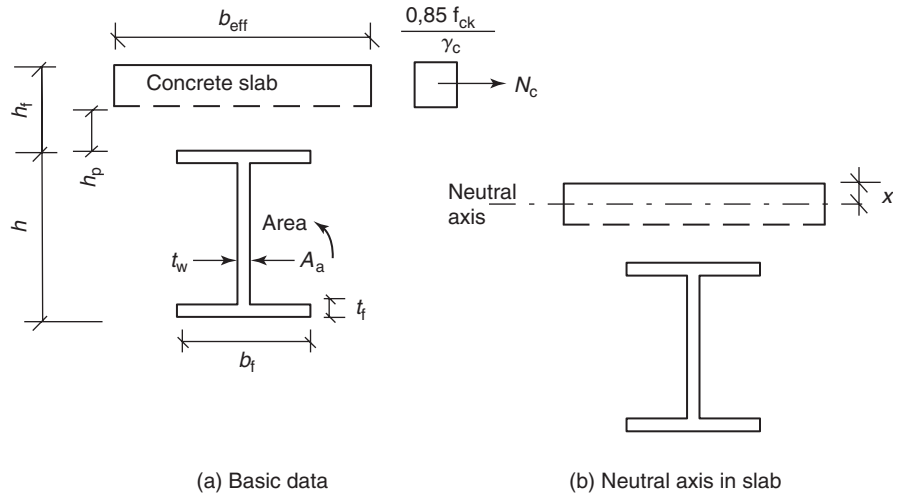 b_eff
0,85 f_ck
γ_c
Concrete slab
N_c
h_f
h_p
h
Area
t_w
A_a
t_f
b_f
Neutral
axis
x
(a) Basic data
(b) Neutral axis in slab